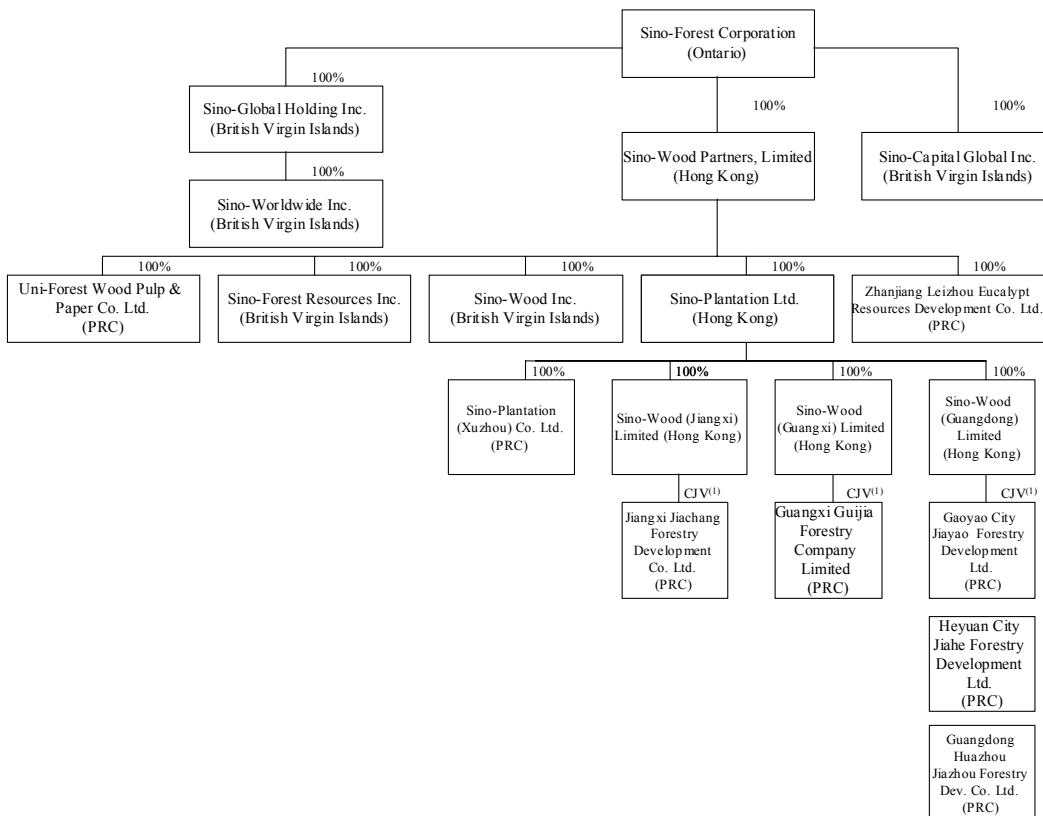 Sino-Forest Corporation
(Ontario)
100%
Sino-Global Holding Inc.
(British Virgin Islands)
100%
Sino-Wood Partners, Limited
(Hong Kong)
100%
Sino-Capital Global Inc.
(British Virgin Islands)
100%
Sino-Worldwide Inc.
(British Virgin Islands)
100%
Uni-Forest Wood Pulp &
Paper Co. Ltd.
(PRC)
100%
Sino-Forest Resources Inc.
(British Virgin Islands)
100%
Sino-Wood Inc.
(British Virgin Islands)
100%
Sino-Plantation Ltd.
(Hong Kong)
100%
Zhanjiang Leizhou Eucalypt
Resources Development Co. Ltd.
(PRC)
100%
Sino-Plantation
(Xuzhou) Co. Ltd.
(PRC)
100%
Sino-Wood (Jiangxi)
Limited (Hong Kong)
100%
Sino-Wood
(Guangxi) Limited
(Hong Kong)
100%
Sino-Wood
(Guangdong)
Limited
(Hong Kong)
CJV(1)
Jiangxi Jiachang
Forestry
Development
Co. Ltd.
(PRC)
CJV(1)
Guangxi Guijia
Forestry
Company
Limited
(PRC)
CJV(1)
Gaoyao City
Jiayao Forestry
Development
Ltd.
(PRC)
Heyuan City
Jiahe Forestry
Development
Ltd.
(PRC)
Guangdong
Huazhou
Jiazhou Forestry
Dev. Co. Ltd.
(PRC)